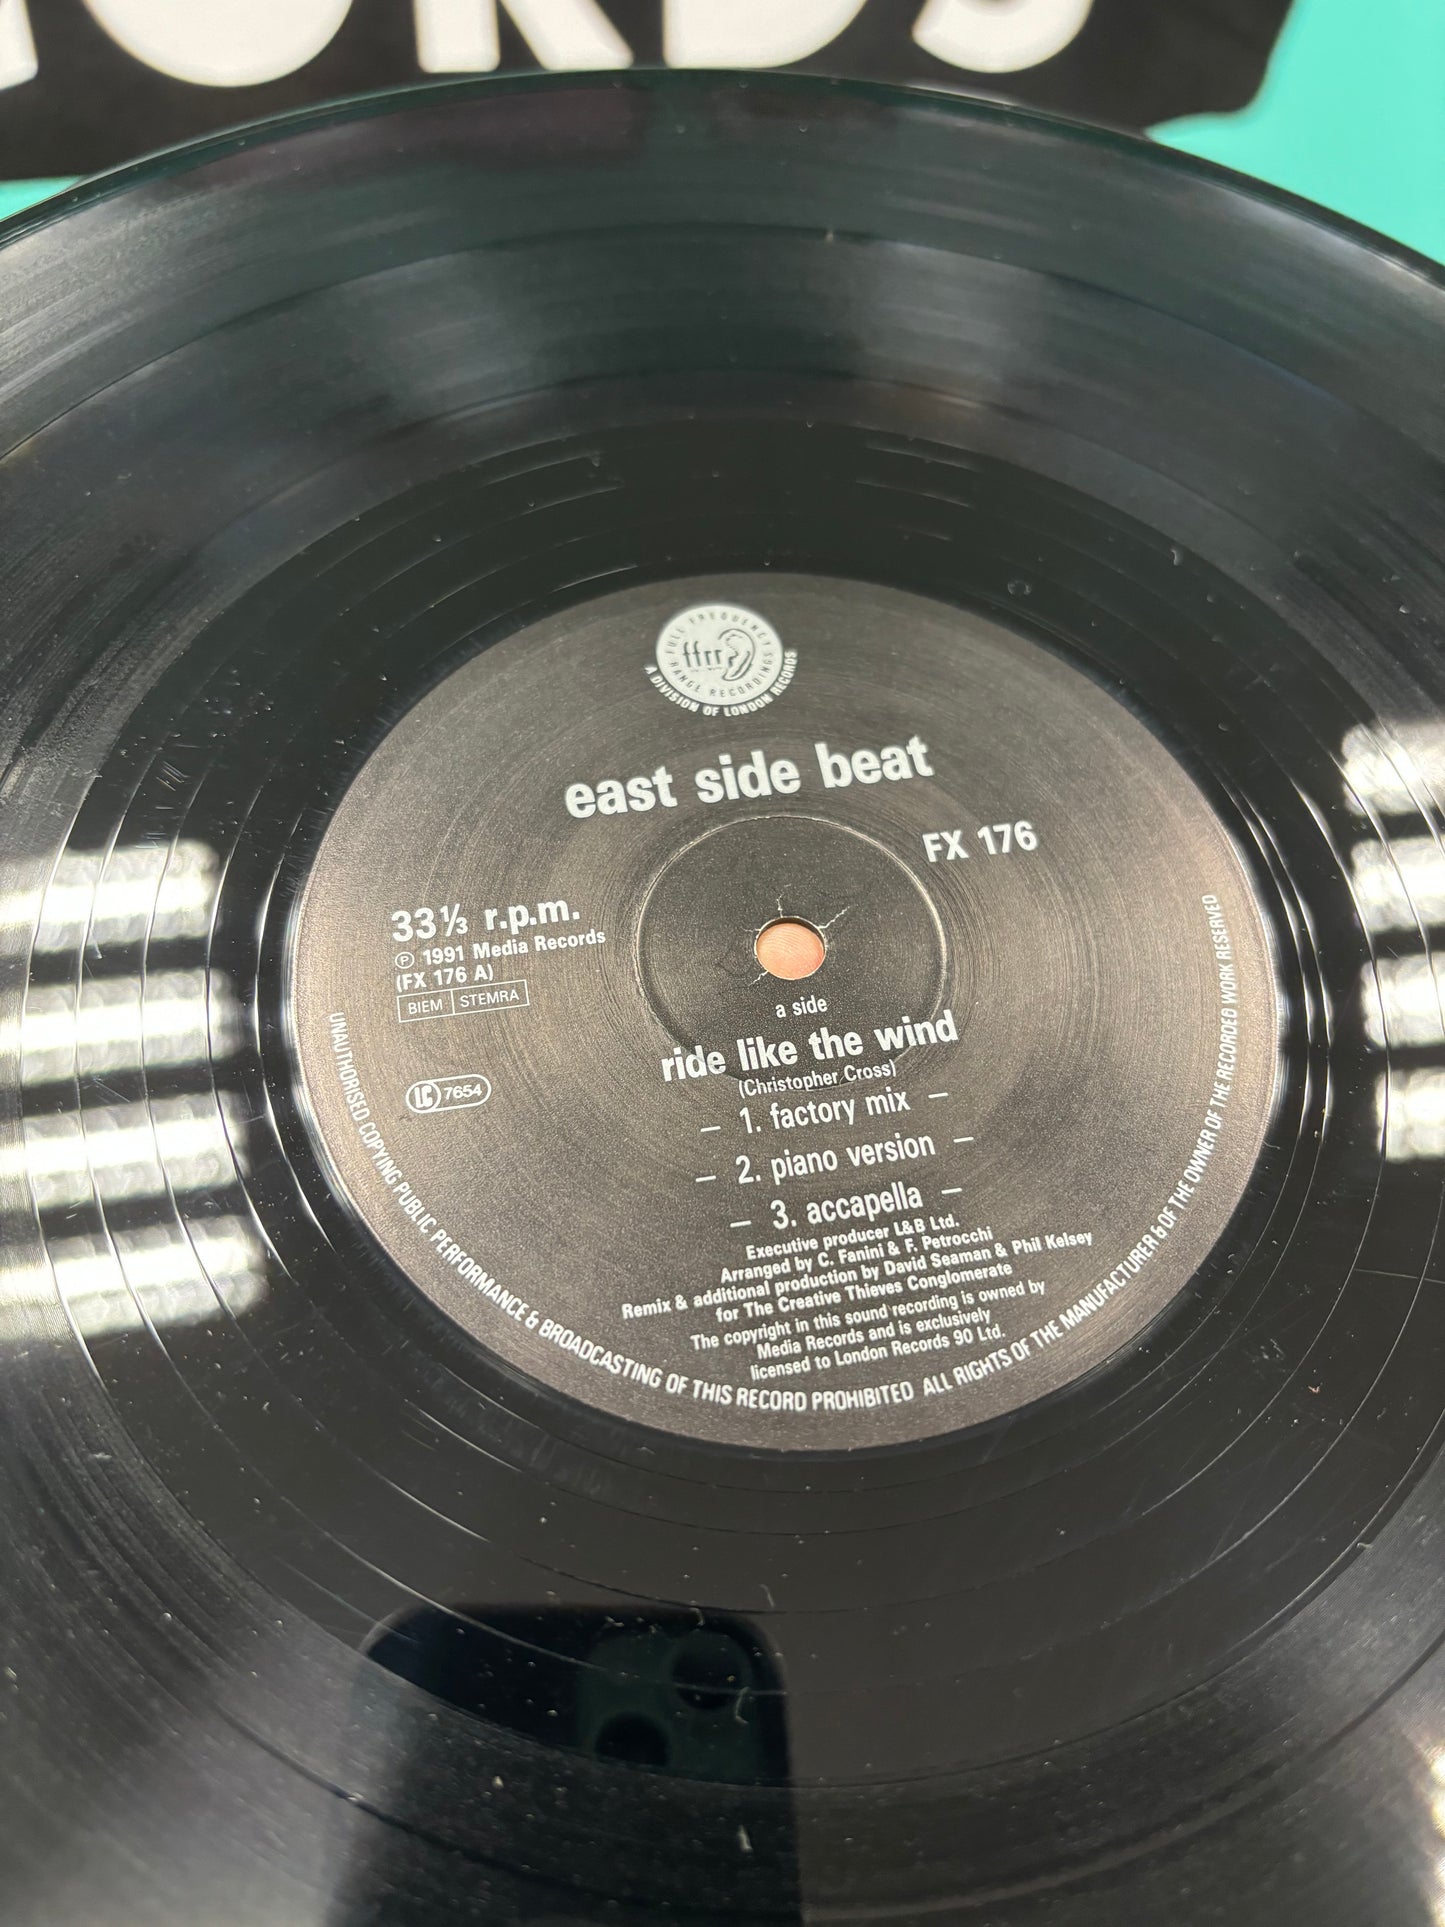 FULL FREQUENCY
ffrr
RANGE RECORDINGS
A DIVISION OF LONDON RECORDS
east side beat
FX 176
33⅓ r.p.m.
℗ 1991 Media Records
(FX 176 A)
BIEM STEMRA
LC 7654
a side
ride like the wind
(Christopher Cross)
– 1. factory mix –
– 2. piano version –
– 3. accapella –
Executive producer L&B Ltd.
Arranged by C. Fanini & F. Petrocchi
Remix & additional production by David Seaman & Phil Kelsey
for The Creative Thieves Conglomerate
The copyright in this sound recording is owned by
Media Records and is exclusively
licensed to London Records 90 Ltd.
UNAUTHORISED COPYING PUBLIC PERFORMANCE & BROADCASTING OF THIS RECORD PROHIBITED ALL RIGHTS OF THE MANUFACTURER & OF THE OWNER OF THE RECORDED WORK RESERVED